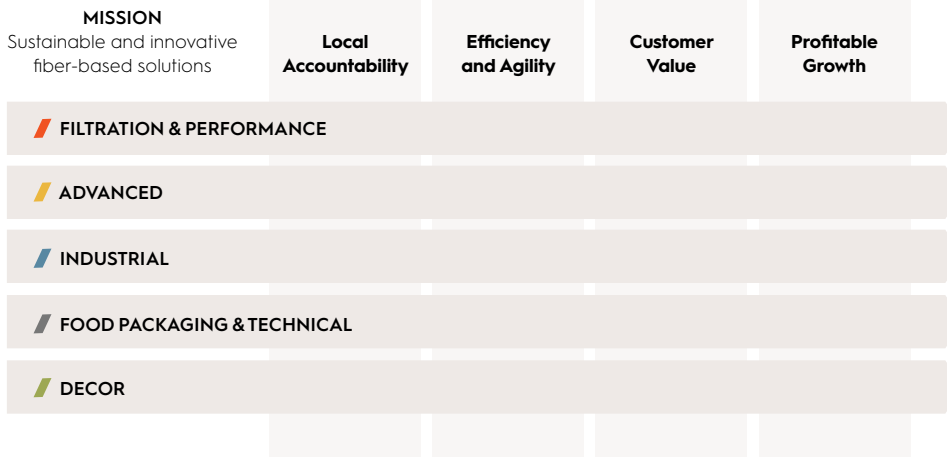 MISSION
Sustainable and innovative
fiber-based solutions
Local
Accountability
Efficiency
and Agility
Customer
Value
Profitable
Growth
FILTRATION & PERFORMANCE
ADVANCED
INDUSTRIAL
FOOD PACKAGING & TECHNICAL
DECOR